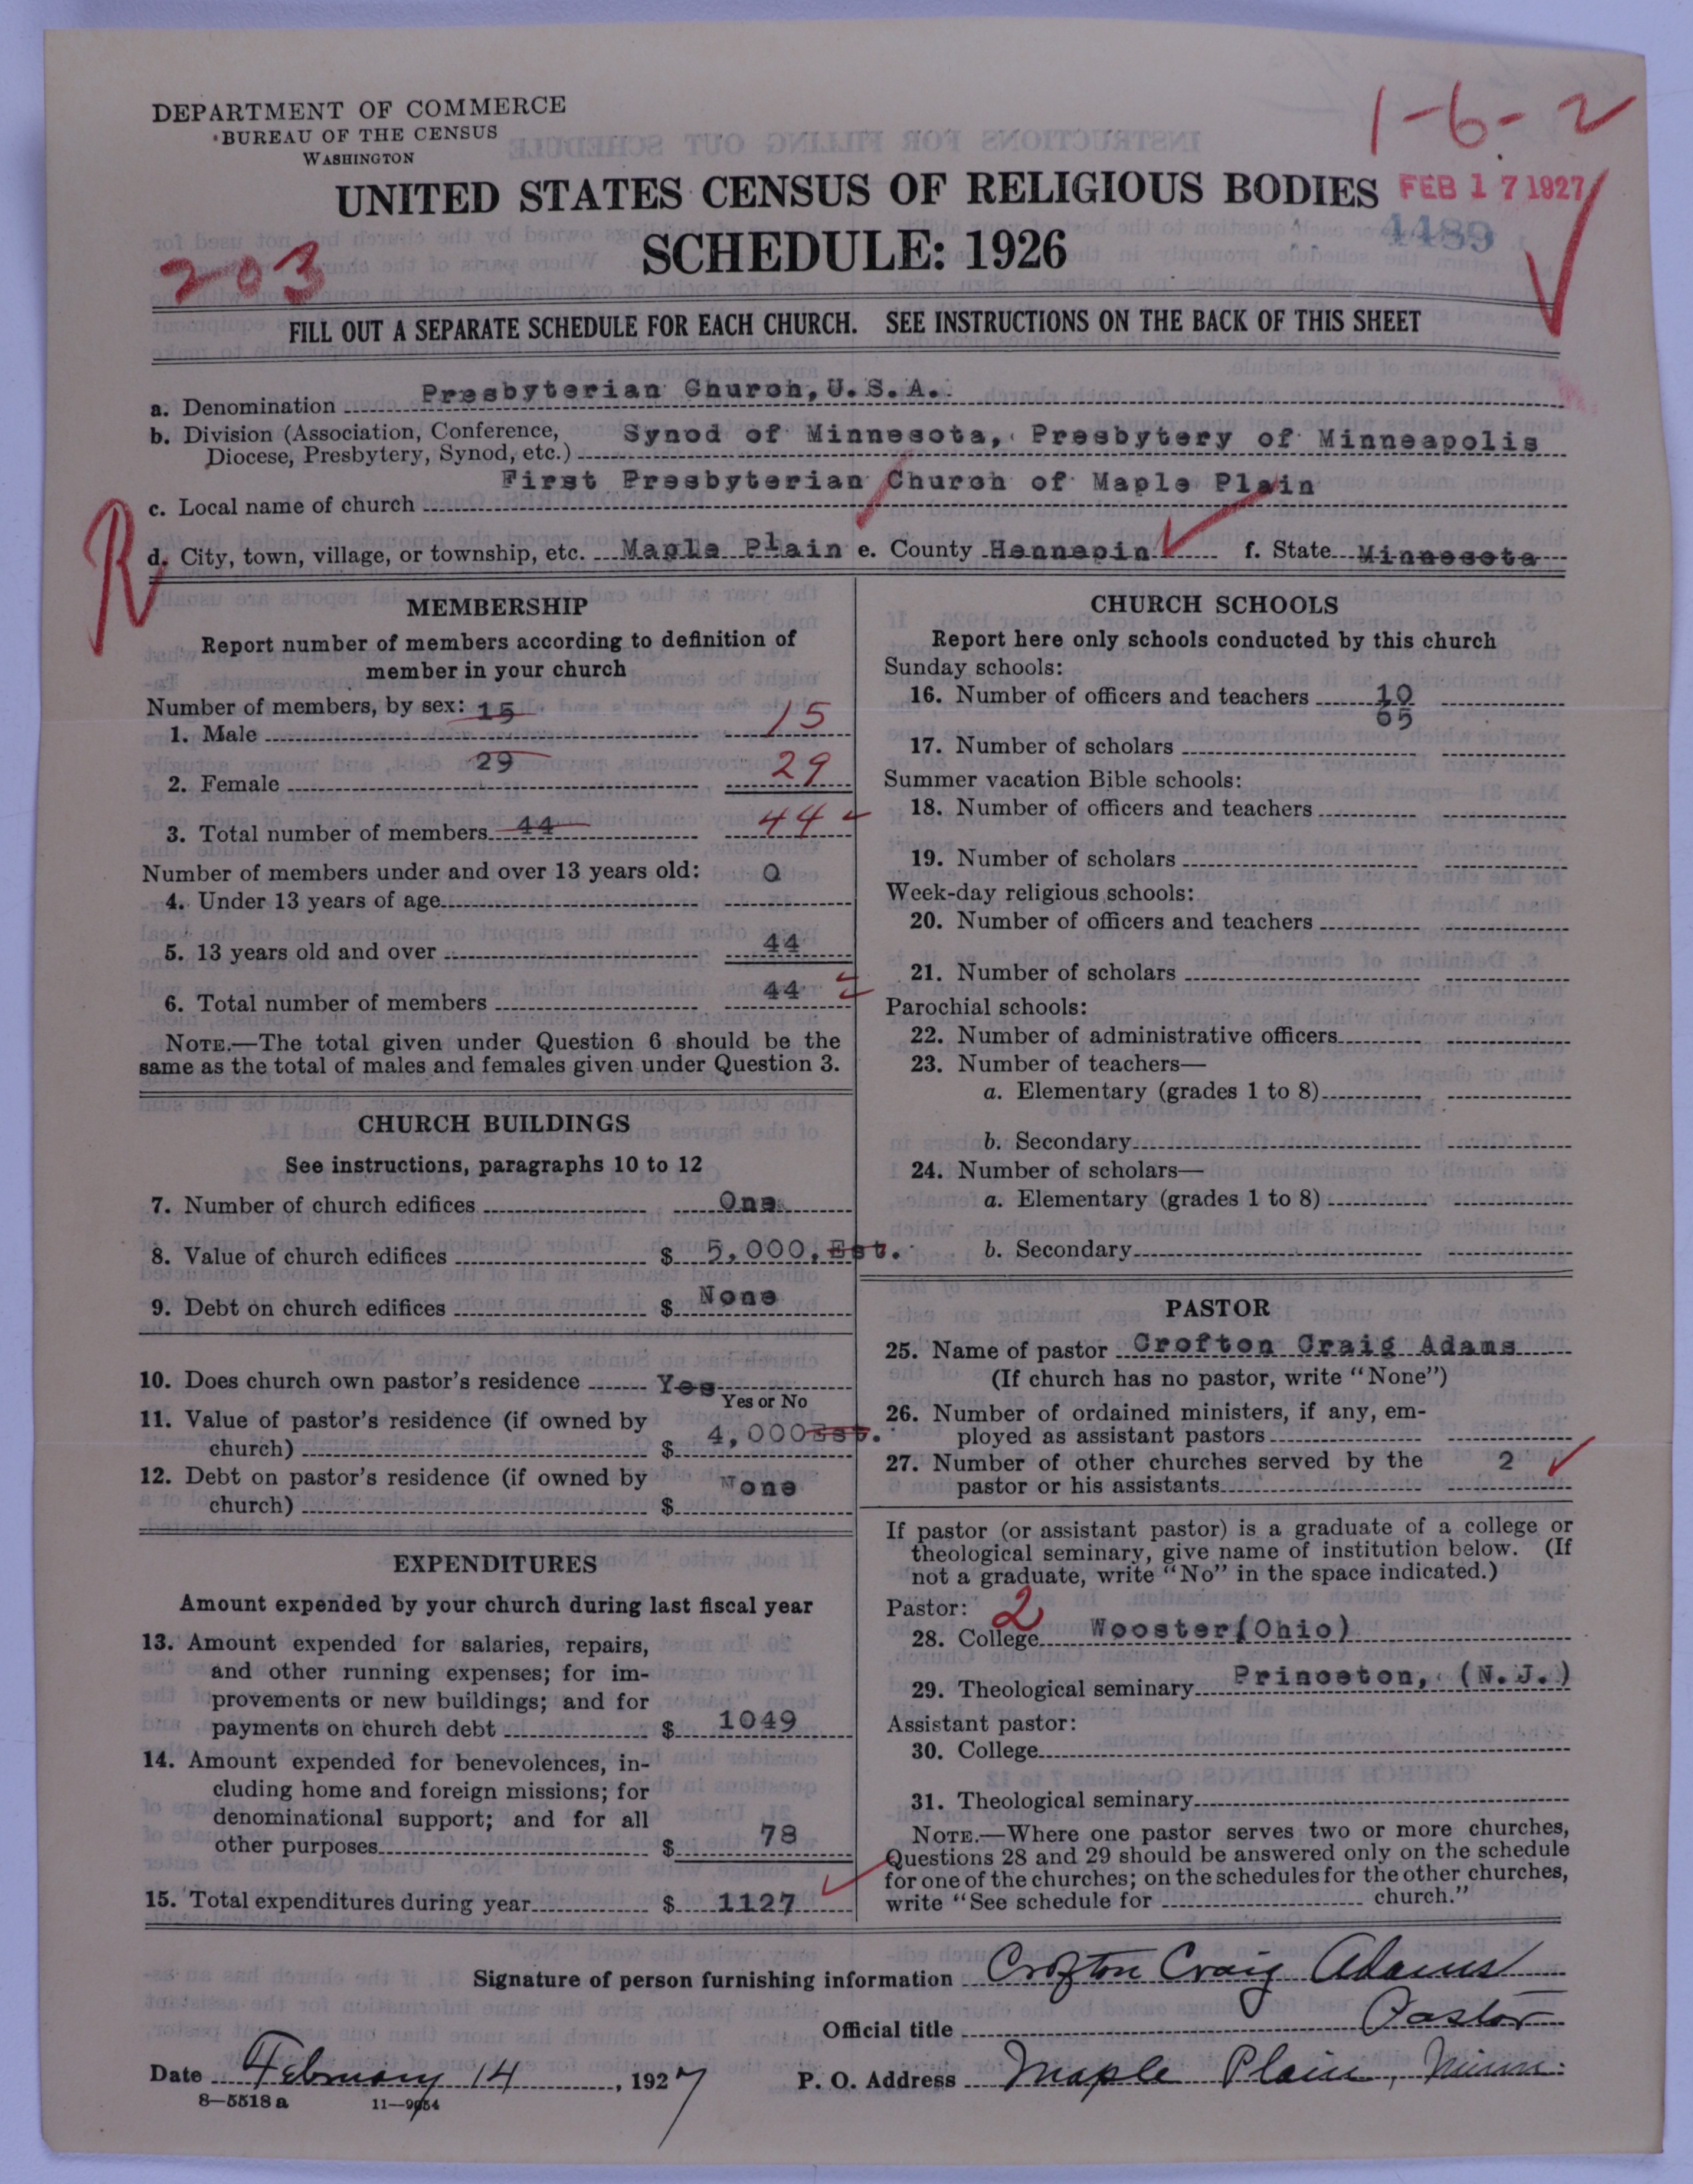 DEPARTMENT OF COMMERCE
BUREAU OF THE CENSUS
WASHINGTON
1-6-2
UNITED STATES CENSUS OF RELIGIOUS BODIES
FEB 17 1927
4489
SCHEDULE: 1926
203
FILL OUT A SEPARATE SCHEDULE FOR EACH CHURCH. SEE INSTRUCTIONS ON THE BACK OF THIS SHEET
a. Denomination Presbyterian Church, U.S.A.
b. Division (Association, Conference, Diocese, Presbytery, Synod, etc.) Synod of Minnesota, Presbytery of Minneapolis
c. Local name of church First Presbyterian Church of Maple Plain
R
d. City, town, village, or township, etc. Maple Plain e. County Hennepin f. State Minnesota
MEMBERSHIP
Report number of members according to definition of
member in your church
Number of members, by sex: 15
1. Male 15
29
2. Female 29
3. Total number of members 44 44
Number of members under and over 13 years old:
4. Under 13 years of age 0
5. 13 years old and over 44
6. Total number of members 44
NOTE.—The total given under Question 6 should be the
same as the total of males and females given under Question 3.
CHURCH BUILDINGS
See instructions, paragraphs 10 to 12
7. Number of church edifices One
8. Value of church edifices $ 5,000, Est.
9. Debt on church edifices $ None
10. Does church own pastor's residence Yes
Yes or No
11. Value of pastor's residence (if owned by
church) $ 4,000 Est.
12. Debt on pastor's residence (if owned by
church) $ None
EXPENDITURES
Amount expended by your church during last fiscal year
13. Amount expended for salaries, repairs,
and other running expenses; for im-
provements or new buildings; and for
payments on church debt $ 1049
14. Amount expended for benevolences, in-
cluding home and foreign missions; for
denominational support; and for all
other purposes $ 78
15. Total expenditures during year $ 1127
CHURCH SCHOOLS
Report here only schools conducted by this church
Sunday schools:
16. Number of officers and teachers 10
65
17. Number of scholars
Summer vacation Bible schools:
18. Number of officers and teachers
19. Number of scholars
Week-day religious schools:
20. Number of officers and teachers
21. Number of scholars
Parochial schools:
22. Number of administrative officers
23. Number of teachers—
a. Elementary (grades 1 to 8)
b. Secondary
24. Number of scholars—
a. Elementary (grades 1 to 8)
b. Secondary
PASTOR
25. Name of pastor Crofton Craig Adams
(If church has no pastor, write "None")
26. Number of ordained ministers, if any, em-
ployed as assistant pastors
27. Number of other churches served by the
pastor or his assistants 2
If pastor (or assistant pastor) is a graduate of a college or
theological seminary, give name of institution below. (If
not a graduate, write "No" in the space indicated.)
Pastor: 2
28. College Wooster (Ohio)
29. Theological seminary Princeton, (N.J.)
Assistant pastor:
30. College
31. Theological seminary
NOTE.—Where one pastor serves two or more churches,
Questions 28 and 29 should be answered only on the schedule
for one of the churches; on the schedules for the other churches,
write "See schedule for church."
Signature of person furnishing information Crofton Craig Adams
Official title Pastor
Date February 14, 1927 P. O. Address Maple Plain, Minn.
8—5518 a 11—9054